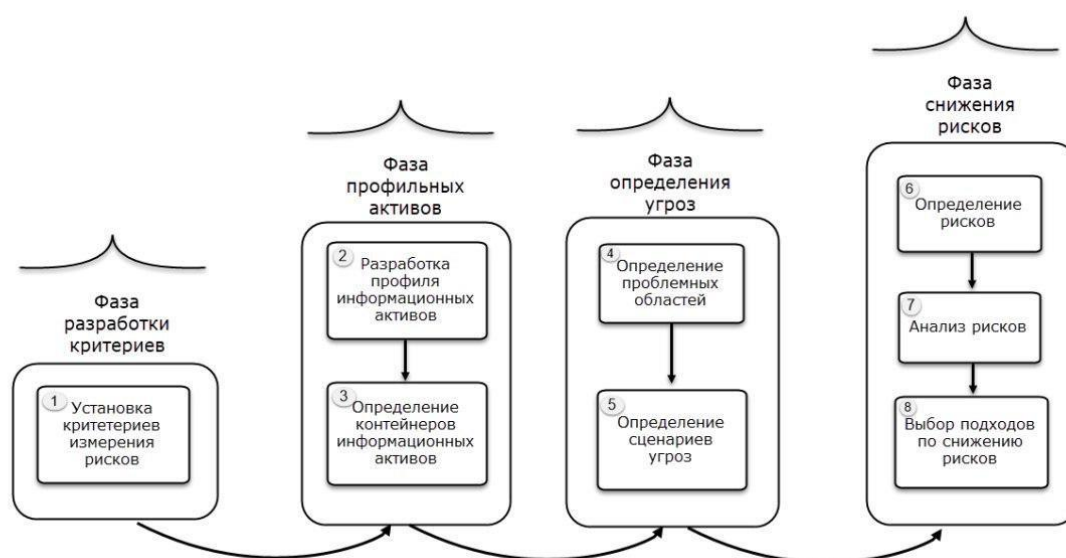 Фаза
разработки
критериев
1
Установка
критетериев
измерения
рисков
Фаза
профильных
активов
2
Разработка
профиля
информационных
активов
3
Определение
контейнеров
информационных
активов
Фаза
определения
угроз
4
Определение
проблемных
областей
5
Определение
сценариев
угроз
Фаза
снижения
рисков
6
Определение
рисков
7
Анализ рисков
8
Выбор подходов
по снижению
рисков